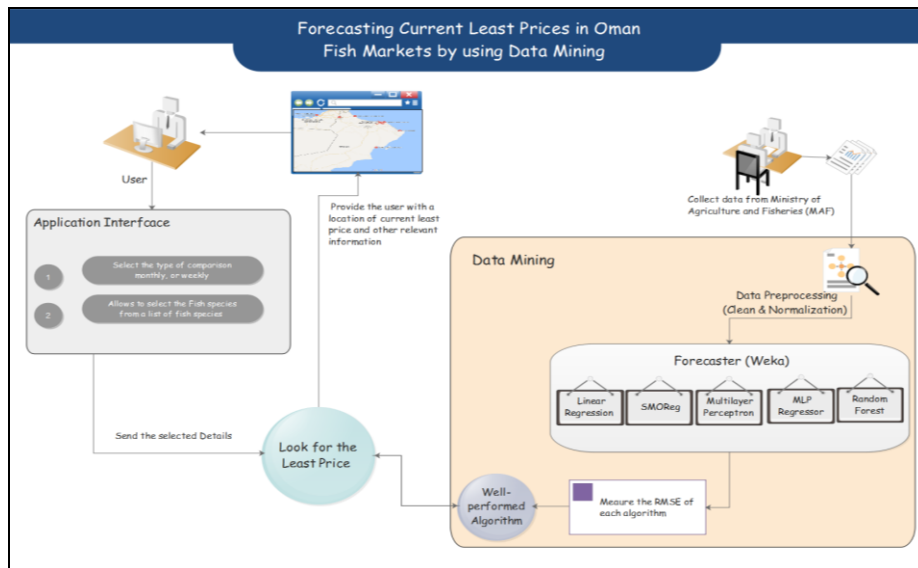 Forecasting Current Least Prices in Oman
Fish Markets by using Data Mining
User
Application Interfcace
1
Select the type of comparison
monthly, or weekly
2
Allows to select the Fish species
from a list of fish species
Provide the user with a
location of current least
price and other relevant
information
Send the selected Details
Look for the
Least Price
Collect data from Ministry of
Agriculture and Fisheries (MAF)
Data Mining
Data Preprocessing
(Clean & Normalization)
Forecaster (Weka)
Linear
Regression
SMOReg
Multilayer
Perceptron
MLP
Regressor
Random
Forest
Meaure the RMSE of
each algorithm
Well-
performed
Algorithm